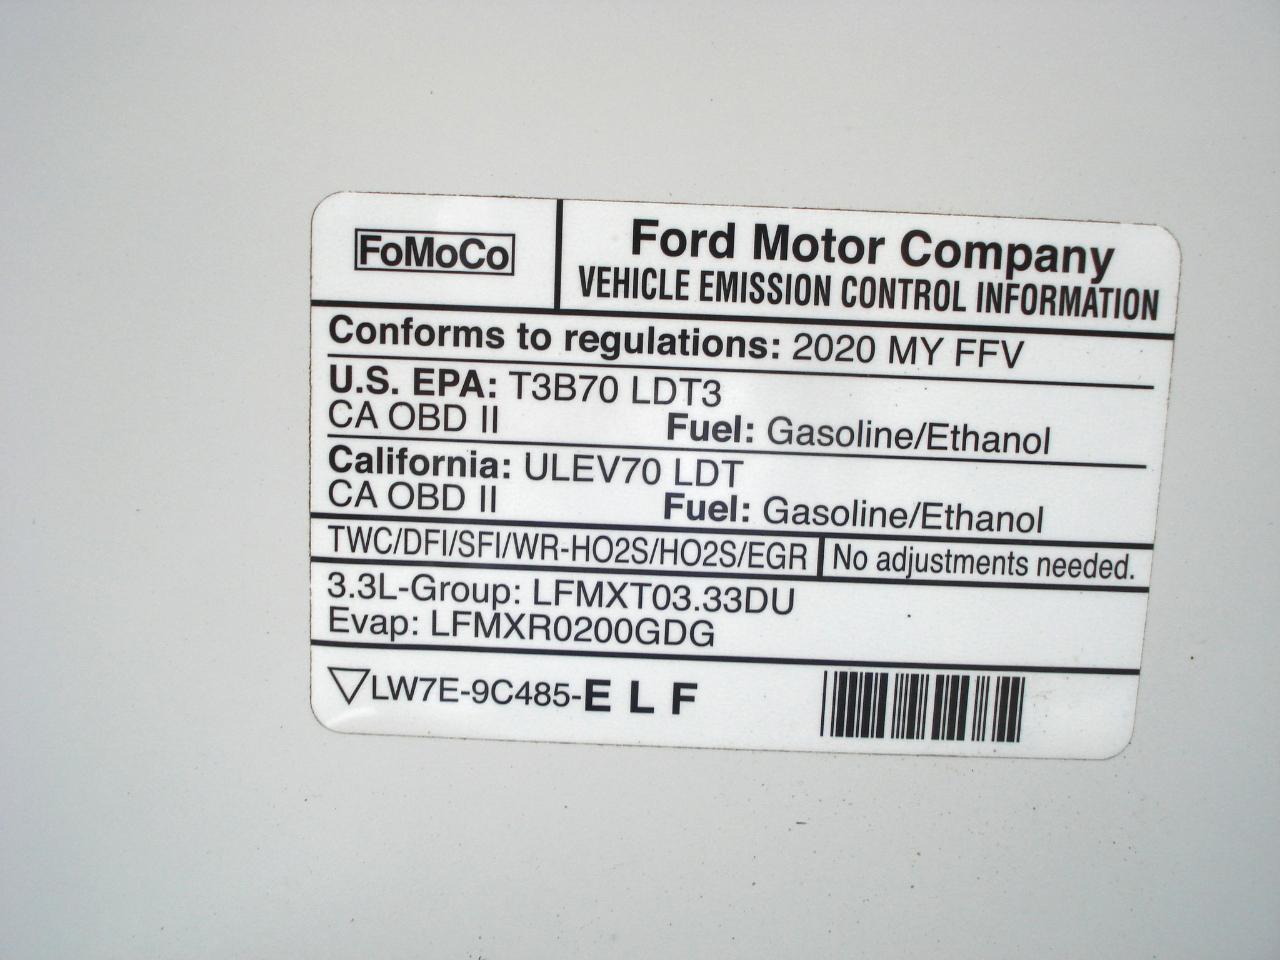 FoMoCo
Ford Motor Company
VEHICLE EMISSION CONTROL INFORMATION
Conforms to regulations: 2020 MY FFV
U.S. EPA: T3B70 LDT3
CA OBD II Fuel: Gasoline/Ethanol
California: ULEV70 LDT
CA OBD II Fuel: Gasoline/Ethanol
TWC/DFI/SFI/WR-HO2S/HO2S/EGR No adjustments needed.
3.3L-Group: LFMXT03.33DU
Evap: LFMXR0200GDG
LW7E-9C485-E L F